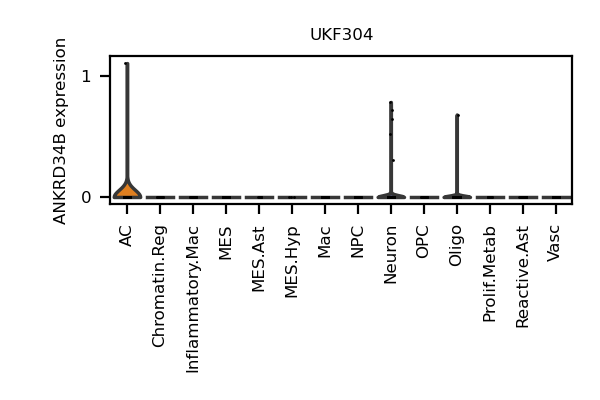 UKF304
ANKRD34B expression
1
0
AC
Chromatin.Reg
Inflammatory.Mac
MES
MES.Ast
MES.Hyp
Mac
NPC
Neuron
OPC
Oligo
Prolif.Metab
Reactive.Ast
Vasc